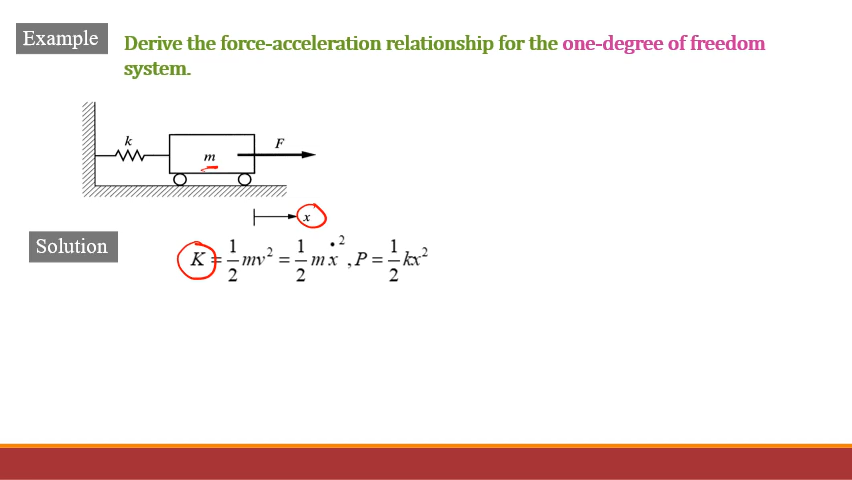 Example
Derive the force-acceleration relationship for the one-degree of freedom
system.
k
m
F
x
Solution
K = 1/2 mv² = 1/2 mẋ² , P = 1/2 kx²